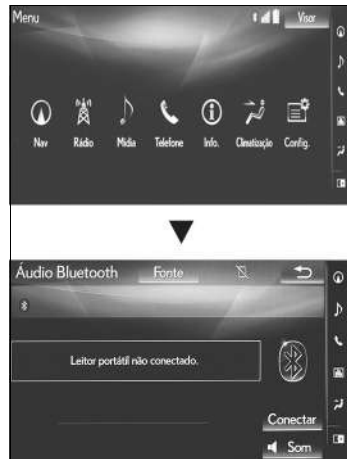 Menu
Visor
Nav
Rádio
Mídia
Telefone
Info.
Climatização
Config.
Áudio Bluetooth
Fonte
Leitor portátil não conectado.
Conectar
Som